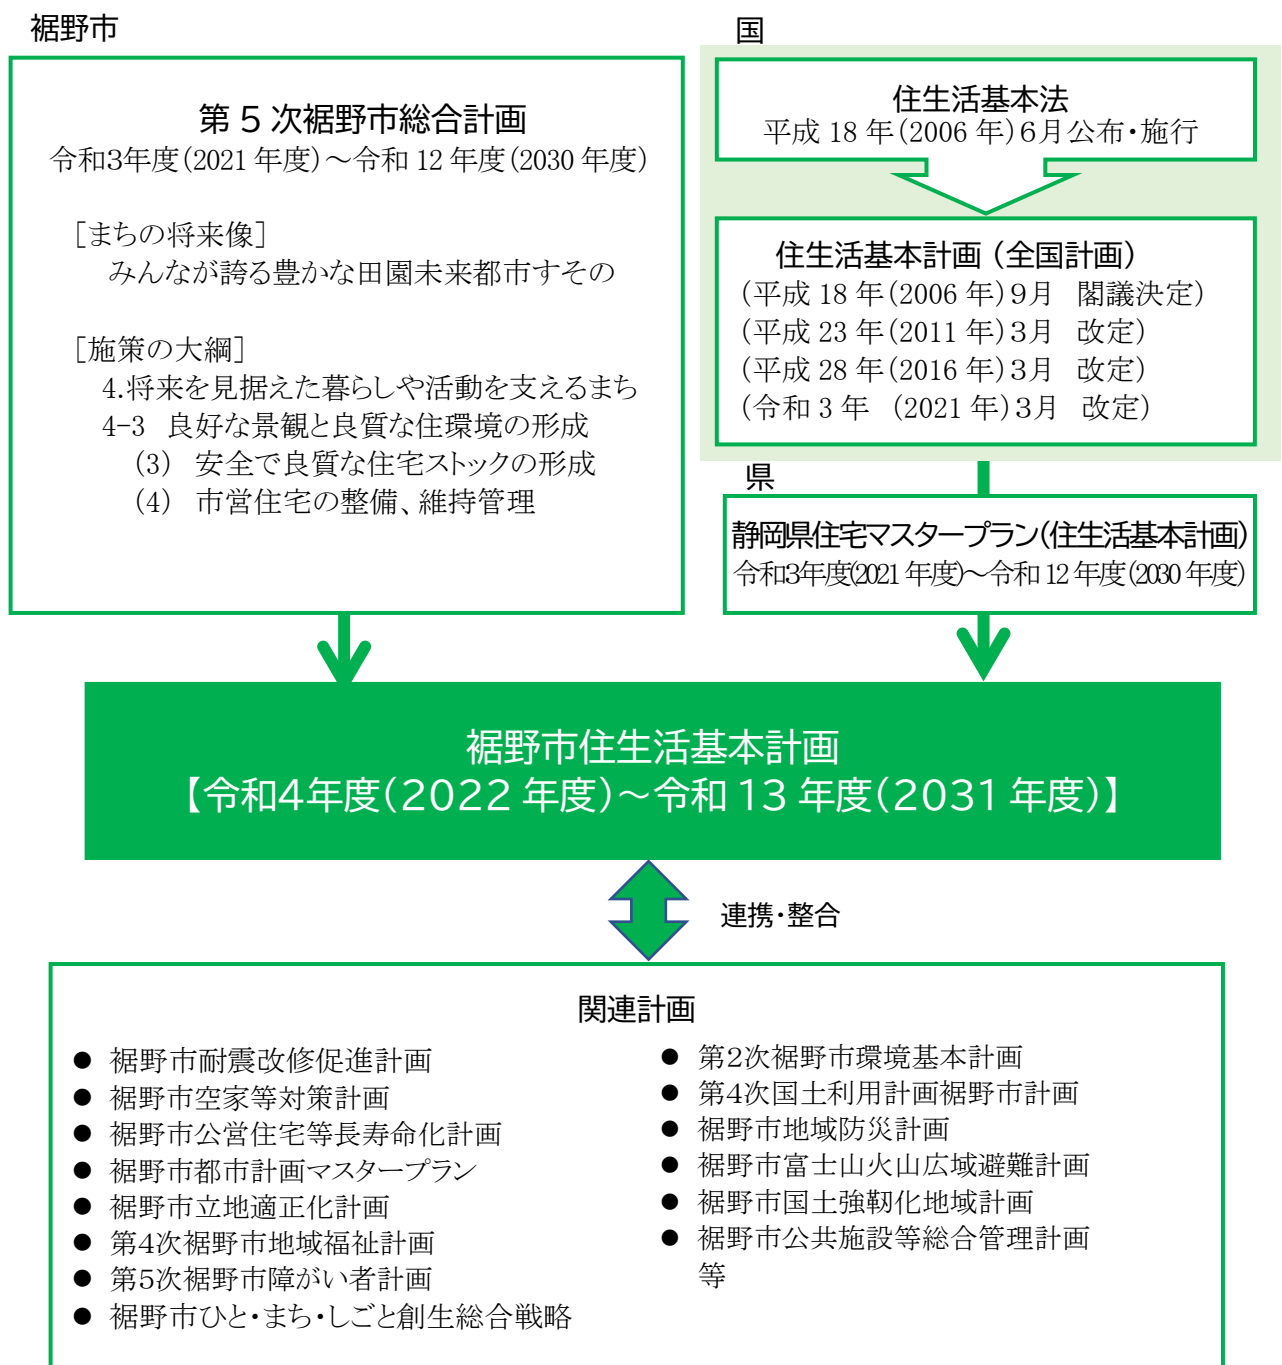 裾野市
第5次裾野市総合計画
令和3年度(2021年度)～令和12年度(2030年度)
[まちの将来像]
みんなが誇る豊かな田園未来都市すその
[施策の大綱]
4.将来を見据えた暮らしや活動を支えるまち
4-3 良好な景観と良質な住環境の形成
(3) 安全で良質な住宅ストックの形成
(4) 市営住宅の整備、維持管理
国
住生活基本法
平成18年(2006年)6月公布・施行
住生活基本計画(全国計画)
(平成18年(2006年)9月 閣議決定)
(平成23年(2011年)3月 改定)
(平成28年(2016年)3月 改定)
(令和3年 (2021年)3月 改定)
県
静岡県住宅マスタープラン(住生活基本計画)
令和3年度(2021年度)～令和12年度(2030年度)
裾野市住生活基本計画
【令和4年度(2022年度)～令和13年度(2031年度)】
連携・整合
関連計画
● 裾野市耐震改修促進計画
● 裾野市空家等対策計画
● 裾野市公営住宅等長寿命化計画
● 裾野市都市計画マスタープラン
● 裾野市立地適正化計画
● 第4次裾野市地域福祉計画
● 第5次裾野市障がい者計画
● 裾野市ひと・まち・しごと創生総合戦略
● 第2次裾野市環境基本計画
● 第4次国土利用計画裾野市計画
● 裾野市地域防災計画
● 裾野市富士山火山広域避難計画
● 裾野市国土強靭化地域計画
● 裾野市公共施設等総合管理計画
等